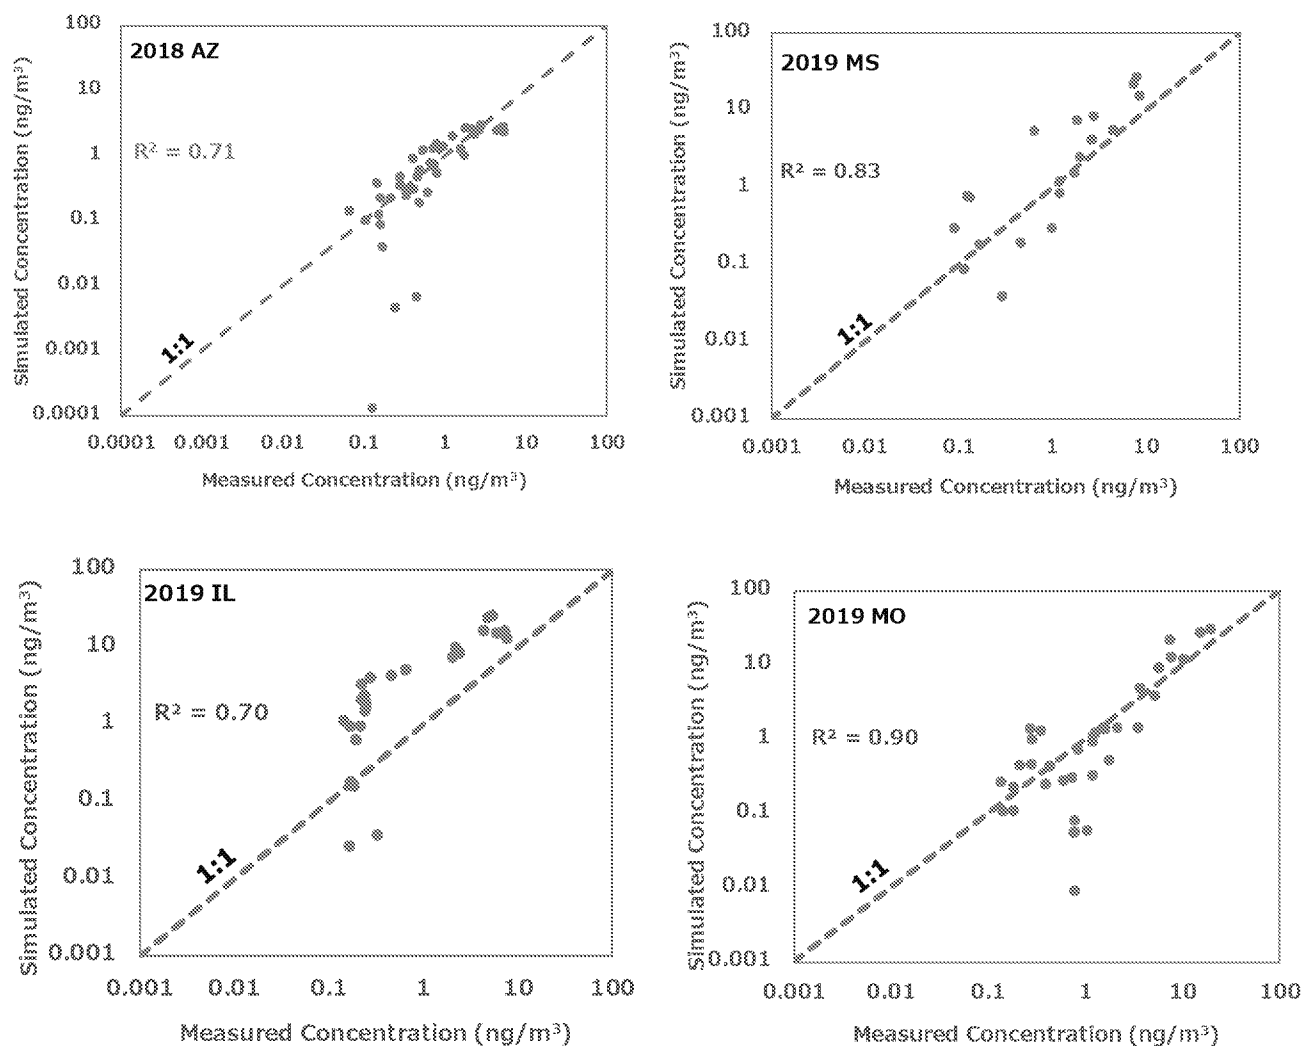 2018 AZ
R² = 0.71
1:1
Simulated Concentration (ng/m³)
100
10
1
0.1
0.01
0.001
0.0001
0.0001 0.001 0.01 0.1 1 10 100
Measured Concentration (ng/m³)
2019 MS
R² = 0.83
1:1
Simulated Concentration (ng/m³)
100
10
1
0.1
0.01
0.001
0.001 0.01 0.1 1 10 100
Measured Concentration (ng/m³)
2019 IL
R² = 0.70
1:1
Simulated Concentration (ng/m³)
100
10
1
0.1
0.01
0.001
0.001 0.01 0.1 1 10 100
Measured Concentration (ng/m³)
2019 MO
R² = 0.90
1:1
Simulated Concentration (ng/m³)
100
10
1
0.1
0.01
0.001
0.001 0.01 0.1 1 10 100
Measured Concentration (ng/m³)